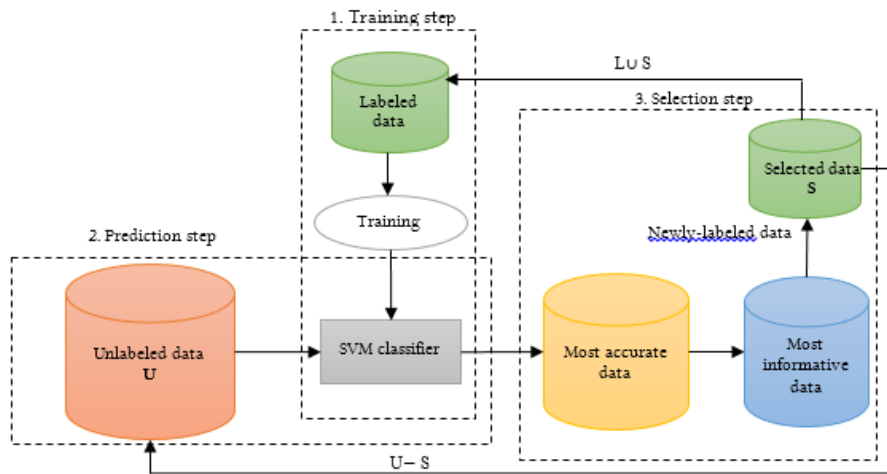 1. Training step
L∪ S
Labeled
data
3. Selection step
Selected data
S
Training
Newly-labeled data
2. Prediction step
Unlabeled data
U
SVM classifier
Most accurate
data
Most
informative
data
U– S